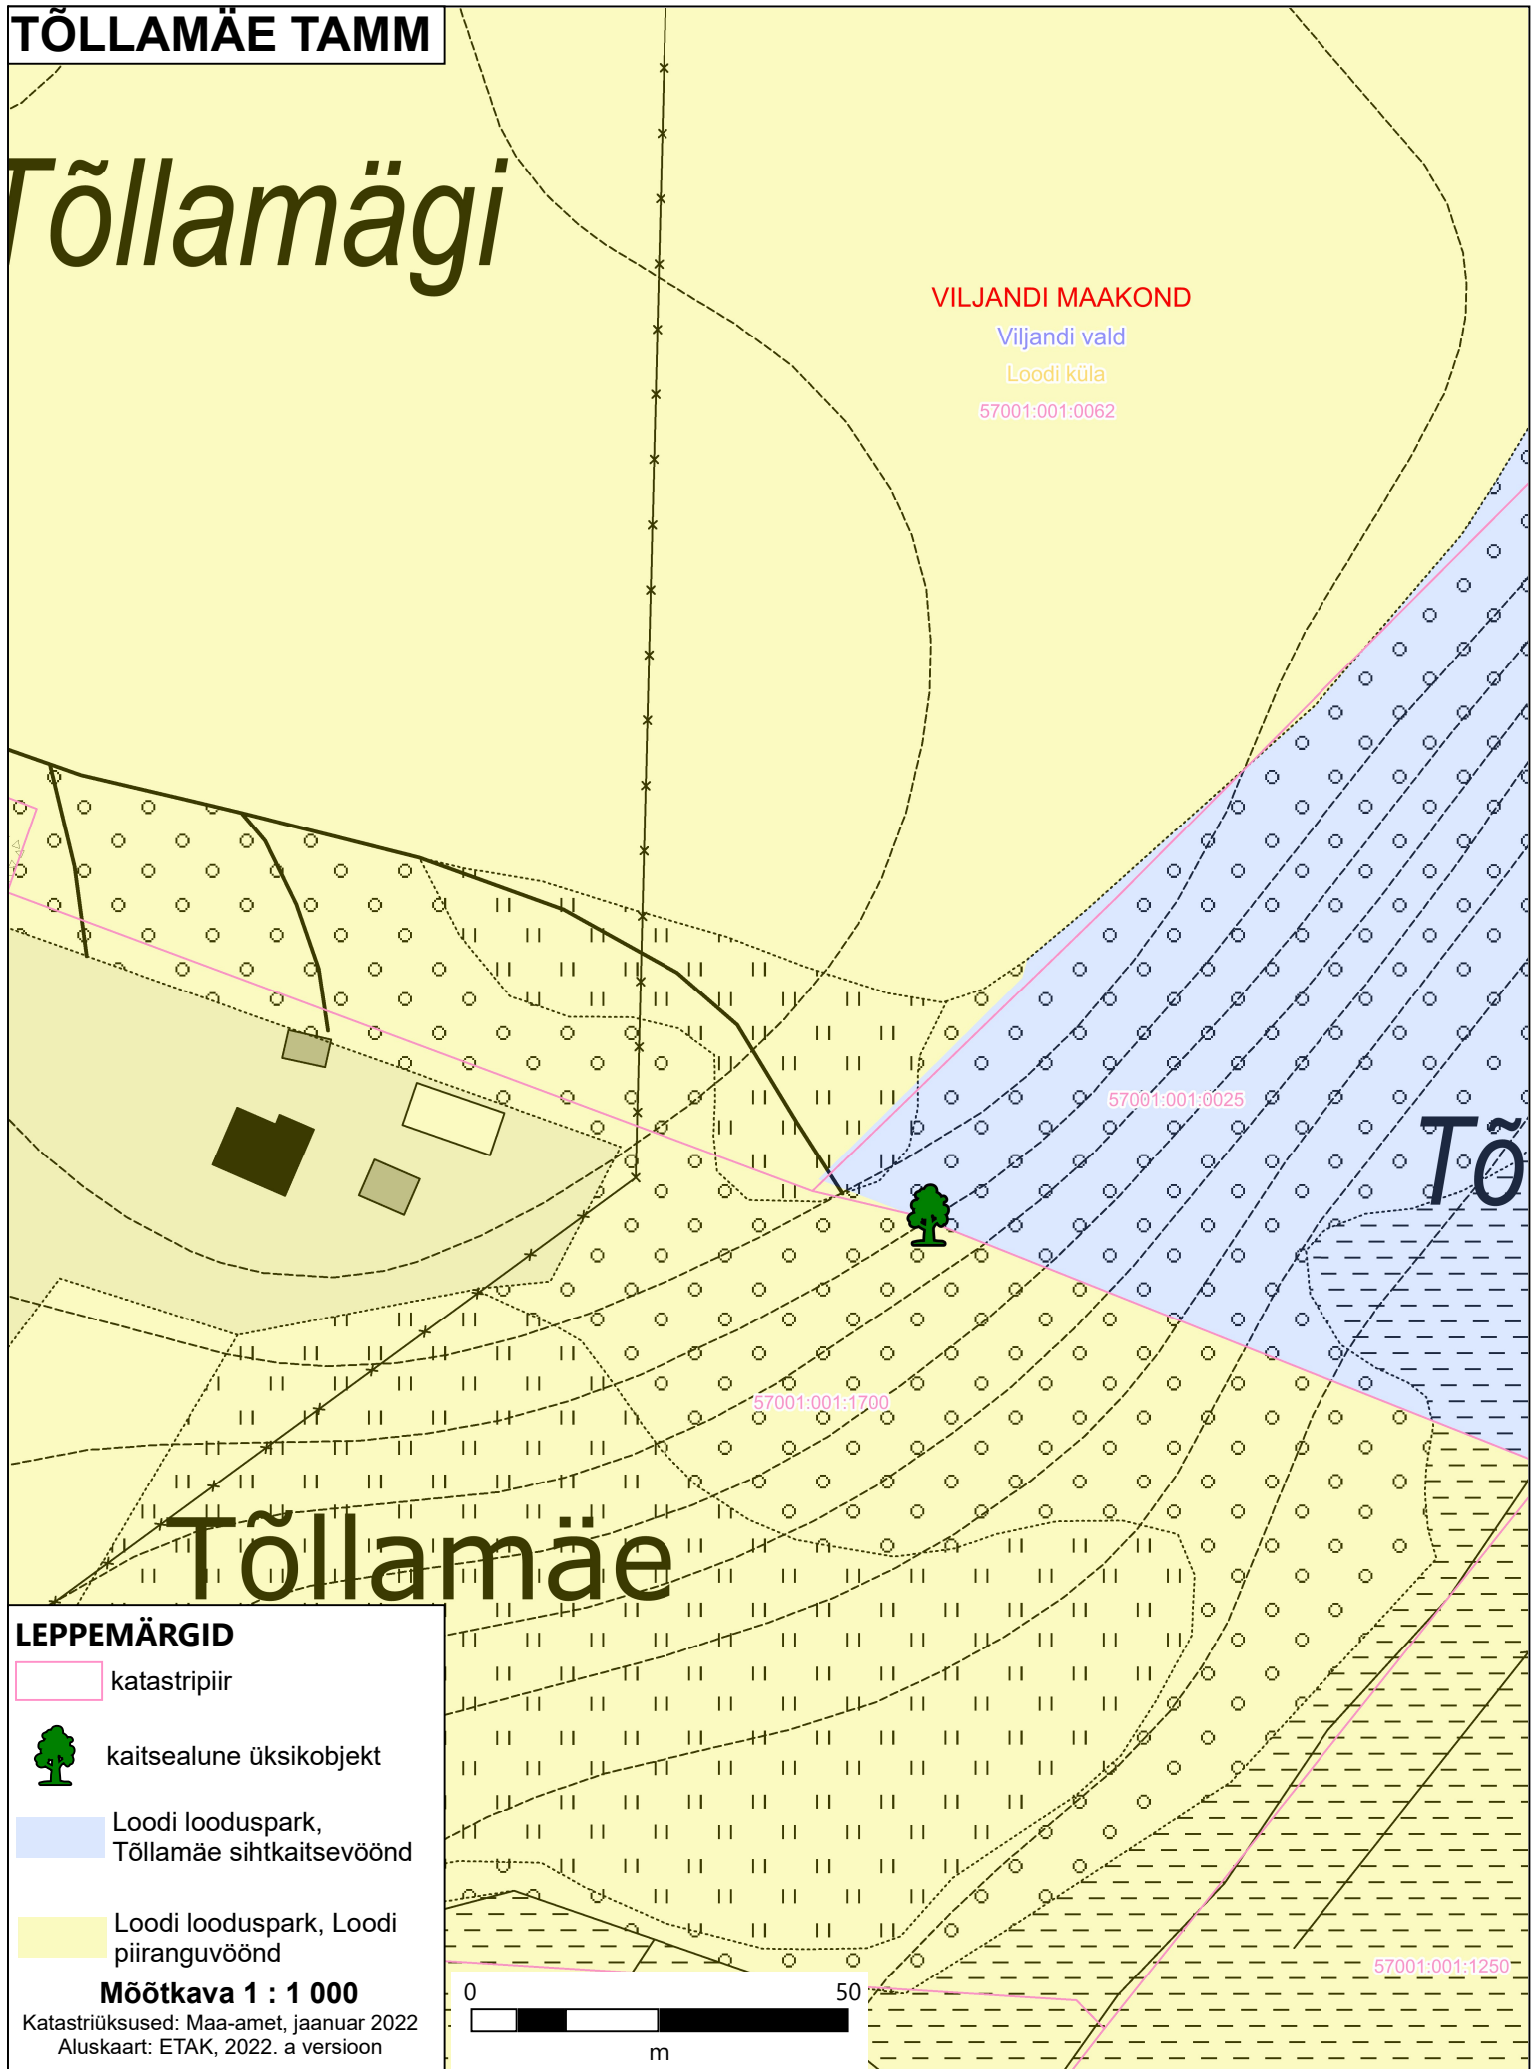 TÕLLAMÄE TAMM
Tõllamägi
VILJANDI MAAKOND
Viljandi vald
Loodi küla
57001:001:0062
57001:001:0025
Tõ
57001:001:1700
Tõllamäe
LEPPEMÄRGID
katastripiir
kaitsealune üksikobjekt
Loodi looduspark,
Tõllamäe sihtkaitsevöönd
Loodi looduspark, Loodi
piiranguvöönd
Mõõtkava 1 : 1 000
Katastriüksused: Maa-amet, jaanuar 2022
Aluskaart: ETAK, 2022. a versioon
0 50
m
57001:001:1250